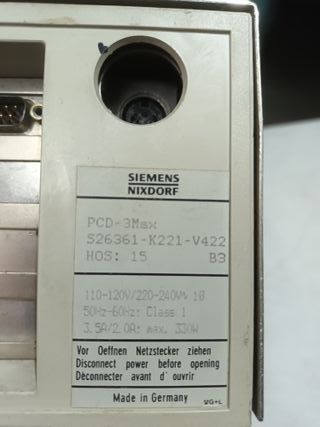 SIEMENS
NIXDORF
PCD-3Msx
S26361-K221-V422
HOS: 15 B3
110-120V/220-240V~ 10
50Hz-60Hz: Class 1
3.5A/2.0A: max. 330W
Vor Oeffnen Netzstecker ziehen
Disconnect power before opening
Déconnecter avant d'ouvrir
Made in Germany